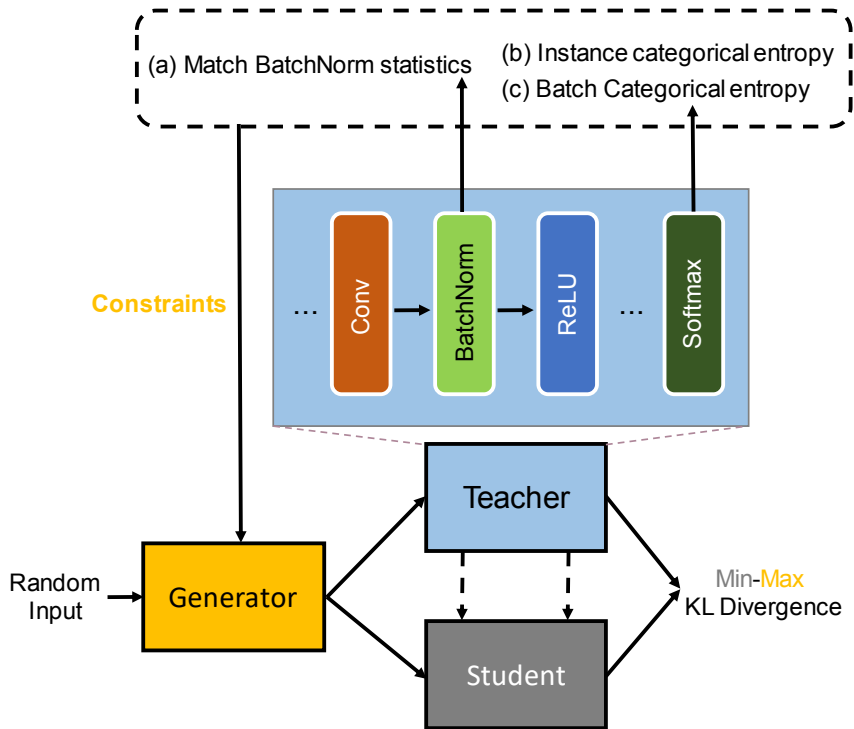 (a) Match BatchNorm statistics
(b) Instance categorical entropy
(c) Batch Categorical entropy
Constraints
...
Conv
BatchNorm
ReLU
...
Softmax
Teacher
Random
Input
Generator
Min-Max
KL Divergence
Student